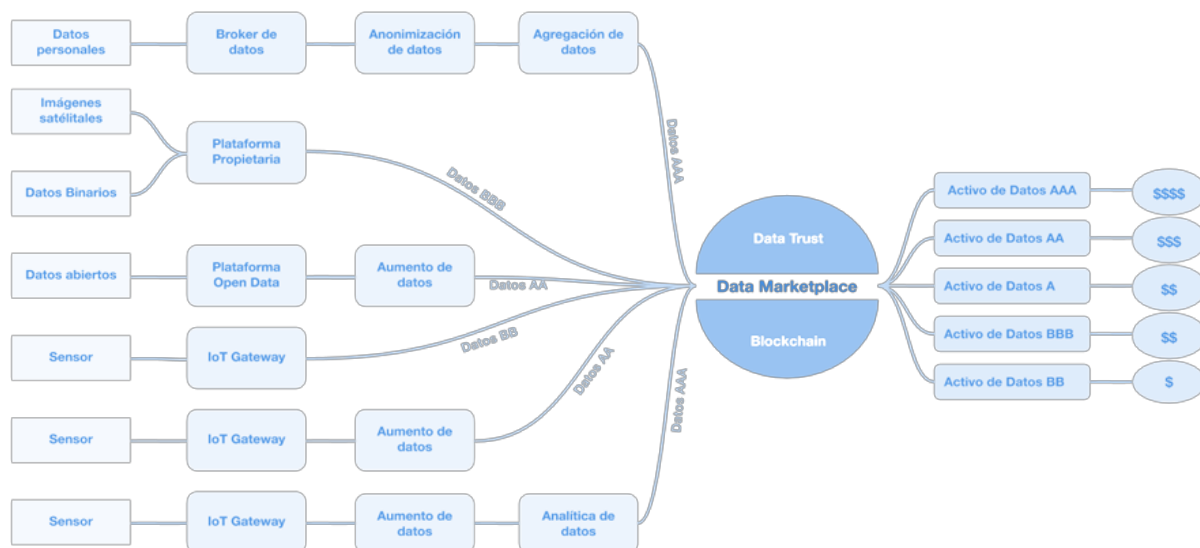 Datos
personales
Broker de
datos
Anonimización
de datos
Agregación de
datos
Datos AAA
Imágenes
satélitales
Datos Binarios
Plataforma
Propietaria
Datos BBB
Datos abiertos
Plataforma
Open Data
Aumento de
datos
Datos AA
Sensor
IoT Gateway
Datos BB
Sensor
IoT Gateway
Aumento de
datos
Datos AA
Sensor
IoT Gateway
Aumento de
datos
Analítica de
datos
Datos AAA
Data Trust
Data Marketplace
Blockchain
Activo de Datos AAA
$$$$
Activo de Datos AA
$$$
Activo de Datos A
$$
Activo de Datos BBB
$$
Activo de Datos BB
$